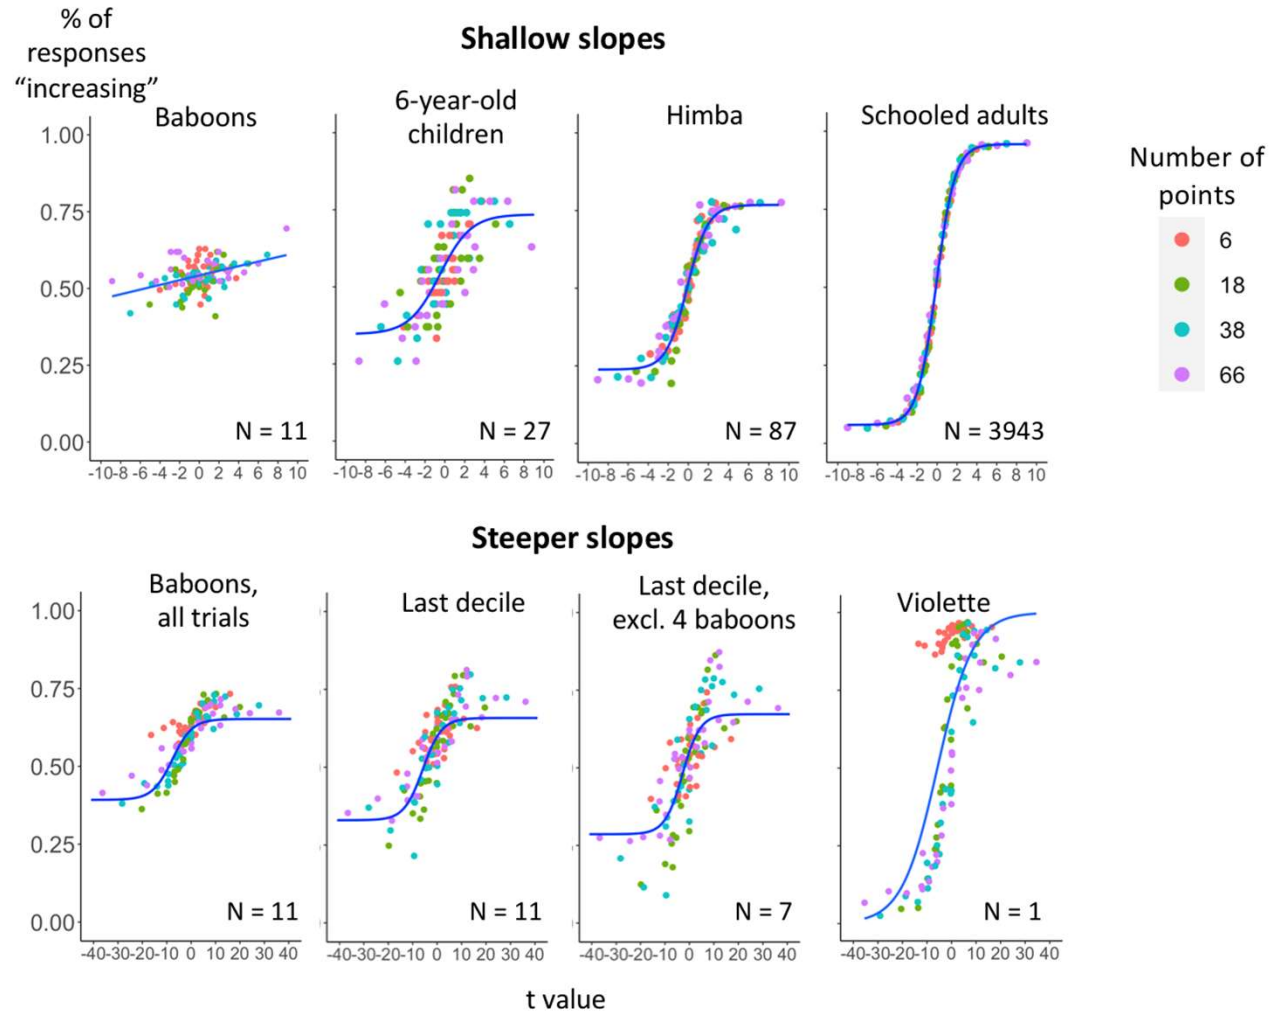 % of
responses
“increasing”
Shallow slopes
Baboons
6-year-old
children
Himba
Schooled adults
1.00
0.75
0.50
0.25
0.00
N = 11
N = 27
N = 87
N = 3943
-10-8 -6 -4 -2 0 2 4 6 8 10
-10-8 -6 -4 -2 0 2 4 6 8 10
-10-8 -6 -4 -2 0 2 4 6 8 10
-10-8 -6 -4 -2 0 2 4 6 8 10
Number of
points
6
18
38
66
Steeper slopes
Baboons,
all trials
Last decile
Last decile,
excl. 4 baboons
Violette
1.00
0.75
0.50
0.25
0.00
N = 11
N = 11
N = 7
N = 1
-40-30-20-10 0 10 20 30 40
-40-30-20-10 0 10 20 30 40
-40-30-20-10 0 10 20 30 40
-40-30-20-10 0 10 20 30 40
t value